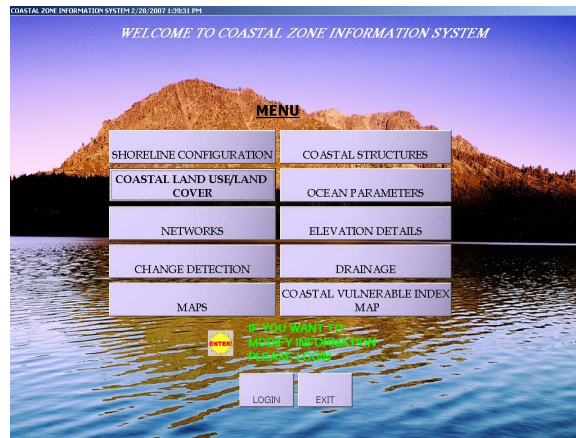 COASTAL ZONE INFORMATION SYSTEM 2/28/2007 1:39:31 PM
WELCOME TO COASTAL ZONE INFORMATION SYSTEM
MENU
SHORELINE CONFIGURATION
COASTAL STRUCTURES
COASTAL LAND USE/LAND
COVER
OCEAN PARAMETERS
NETWORKS
ELEVATION DETAILS
CHANGE DETECTION
DRAINAGE
MAPS
COASTAL VULNERABLE INDEX
MAP
ENTER!
IF YOU WANT TO
MODIFY INFORMATION
PLEASE LOGIN
LOGIN
EXIT